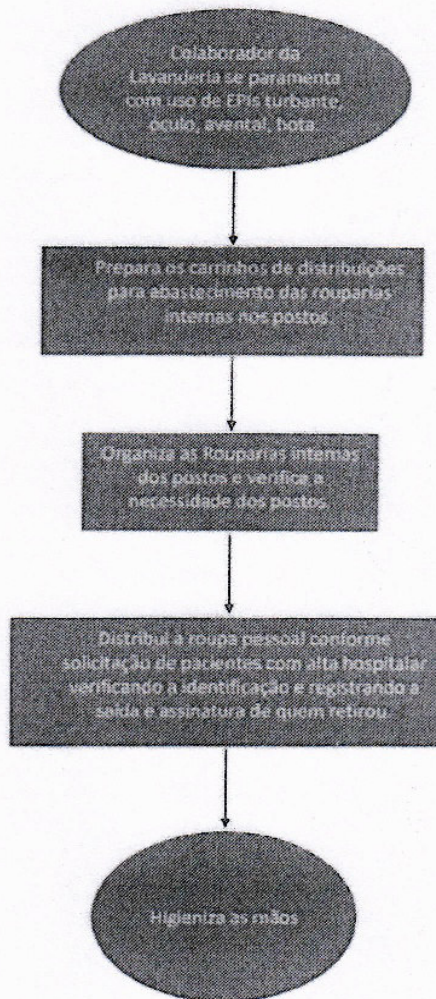 Colaborador da
Lavanderia se paramenta
com uso de EPIs turbante,
óculo, avental, bota.
Prepara os carrinhos de distribuições
para abastecimento das rouparias
internas nos postos.
Organiza as Rouparias internas
dos postos e verifica a
necessidade dos postos.
Distribui a roupa pessoal conforme
solicitação de pacientes com alta hospitalar
verificando a identificação e registrando a
saída e assinatura de quem retirou.
Higieniza as mãos